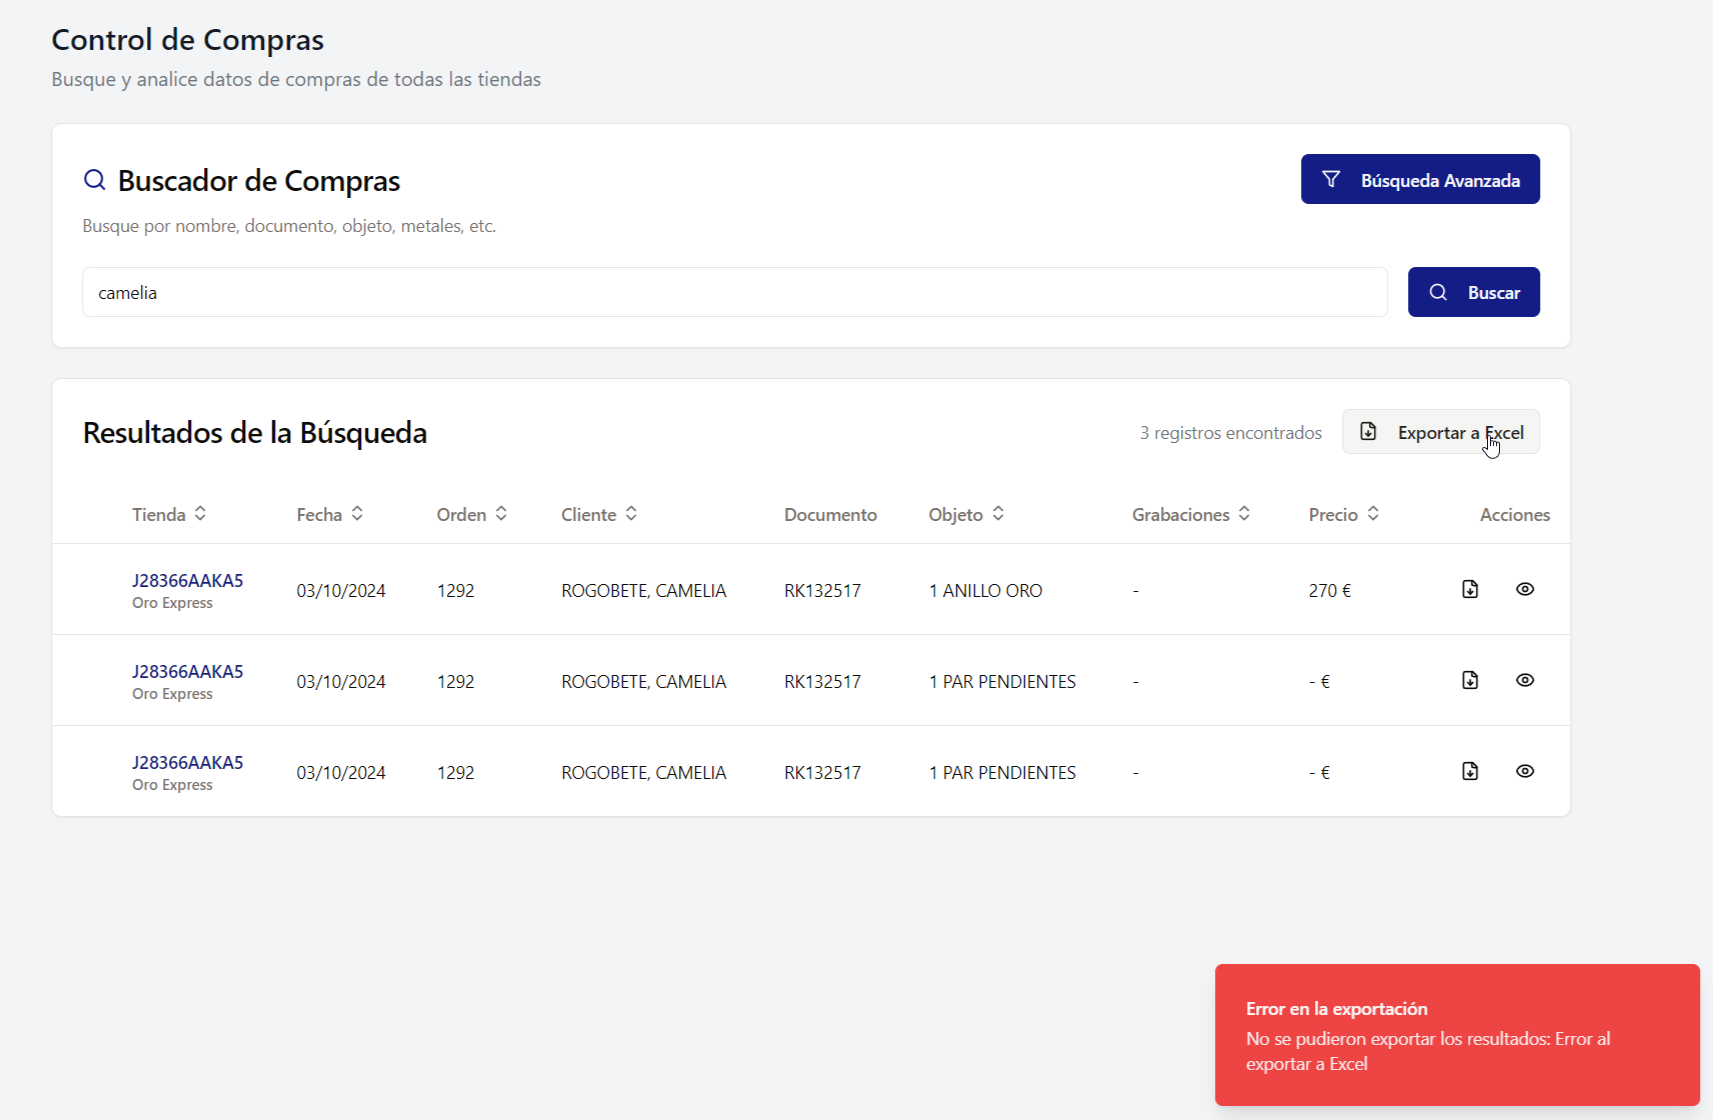 Control de Compras
Busque y analice datos de compras de todas las tiendas
Buscador de Compras
Búsqueda Avanzada
Busque por nombre, documento, objeto, metales, etc.
camelia
Buscar
Resultados de la Búsqueda
3 registros encontrados
Exportar a Excel
Tienda Fecha Orden Cliente Documento Objeto Grabaciones Precio Acciones
J28366AAKA5
Oro Express
03/10/2024 1292 ROGOBETE, CAMELIA RK132517 1 ANILLO ORO - 270 €
J28366AAKA5
Oro Express
03/10/2024 1292 ROGOBETE, CAMELIA RK132517 1 PAR PENDIENTES - - €
J28366AAKA5
Oro Express
03/10/2024 1292 ROGOBETE, CAMELIA RK132517 1 PAR PENDIENTES - - €
Error en la exportación
No se pudieron exportar los resultados: Error al
exportar a Excel